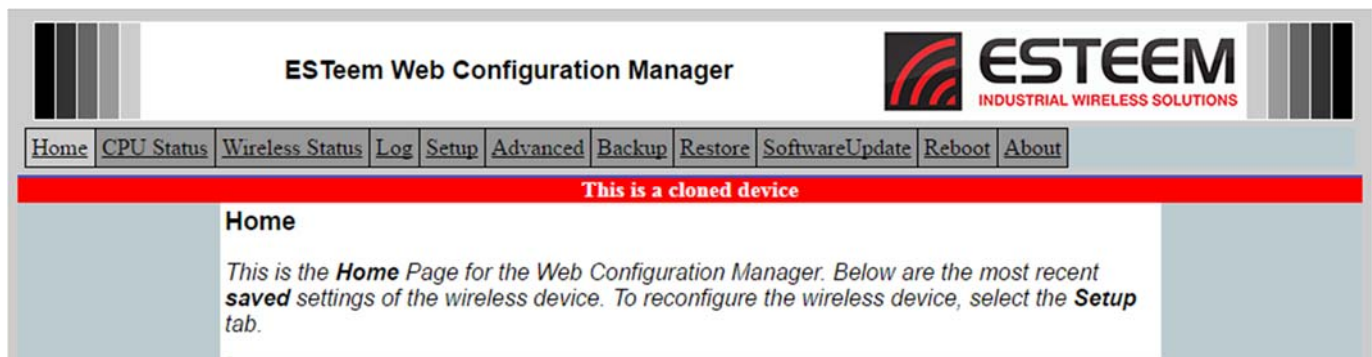 ESTeem Web Configuration Manager
ESTEEM
INDUSTRIAL WIRELESS SOLUTIONS
Home CPU Status Wireless Status Log Setup Advanced Backup Restore SoftwareUpdate Reboot About
This is a cloned device
Home
This is the Home Page for the Web Configuration Manager. Below are the most recent
saved settings of the wireless device. To reconfigure the wireless device, select the Setup
tab.